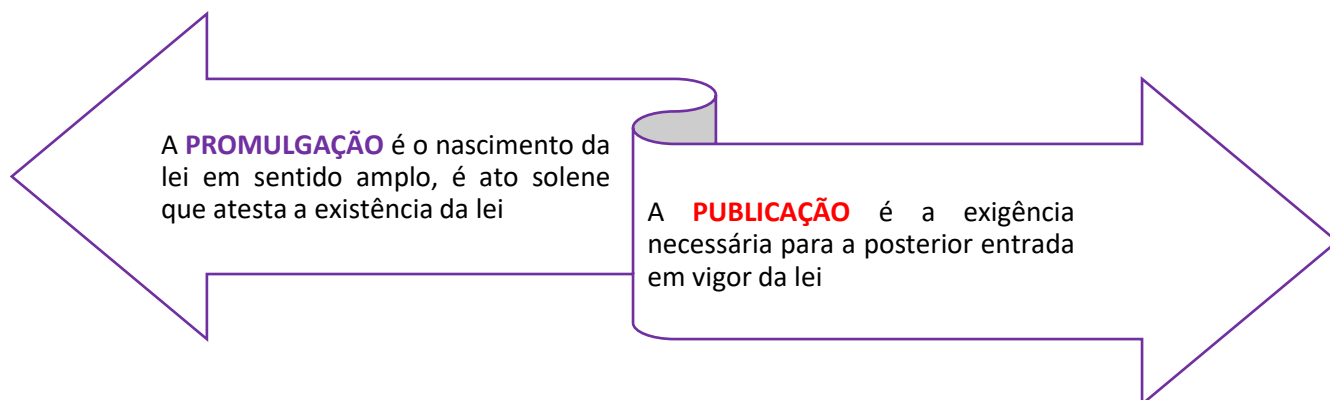 A PROMULGAÇÃO é o nascimento da
lei em sentido amplo, é ato solene
que atesta a existência da lei
A PUBLICAÇÃO é a exigência
necessária para a posterior entrada
em vigor da lei